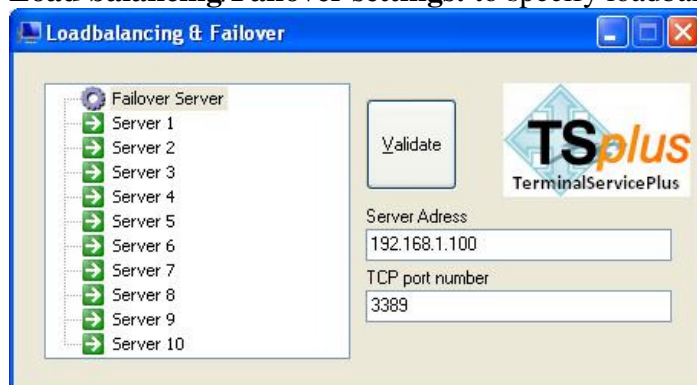 Load-balancing/Failover settings: to specify loadba
Loadbalancing & Failover
Failover Server
Server 1
Server 2
Server 3
Server 4
Server 5
Server 6
Server 7
Server 8
Server 9
Server 10
Validate
TSplus
TerminalServicePlus
Server Adress
192.168.1.100
TCP port number
3389